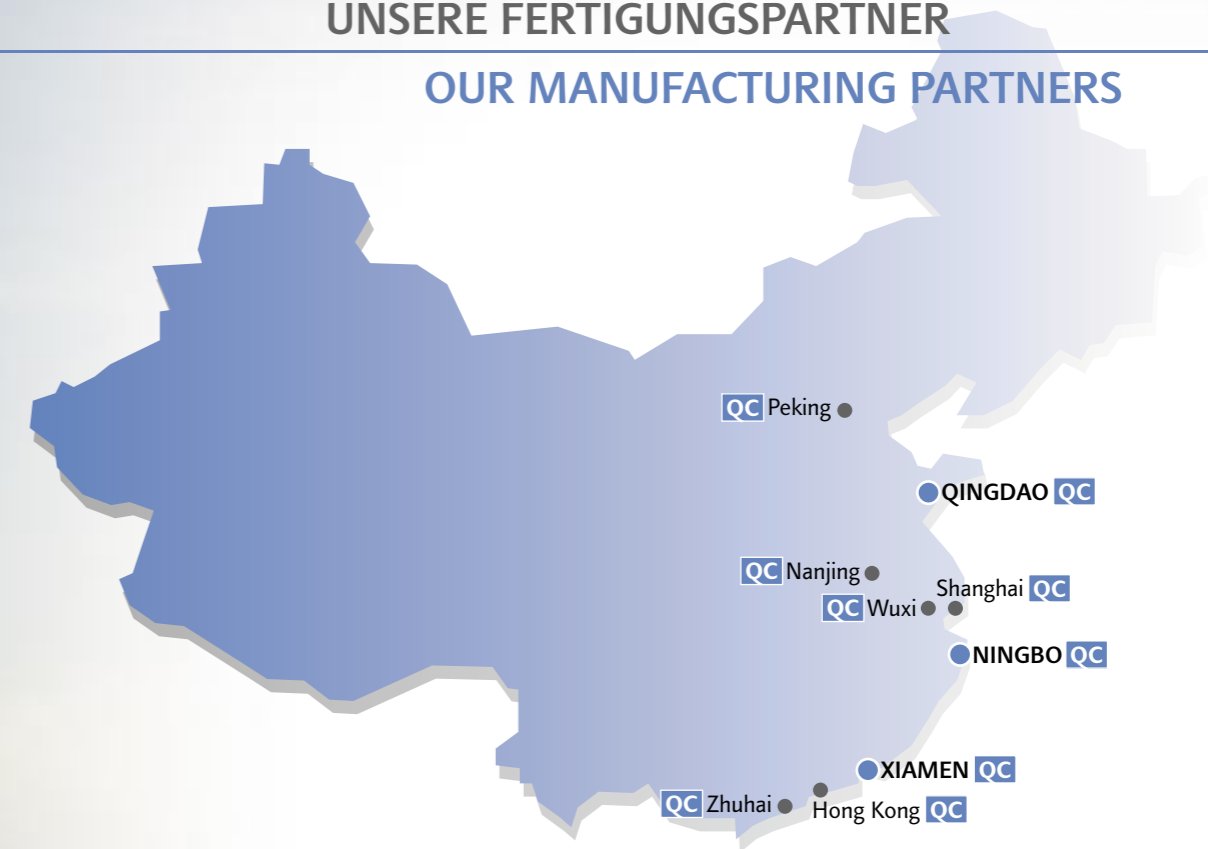 UNSERE FERTIGUNGSPARTNER
OUR MANUFACTURING PARTNERS
QC Peking
QINGDAO QC
QC Nanjing
Shanghai QC
QC Wuxi
NINGBO QC
XIAMEN QC
QC Zhuhai
Hong Kong QC